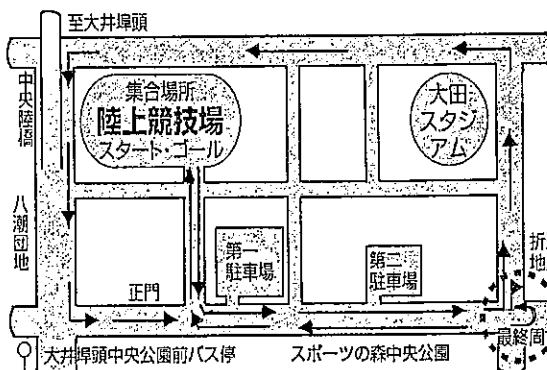 至大井埠頭
中央陸橋
集合場所
陸上競技場
スタート・ゴール
大田
スタジ
アム
八潮団地
第一
駐車場
第二
駐車場
折
地
正門
最終周
大井埠頭中央公園前バス停
スポーツの森中央公園